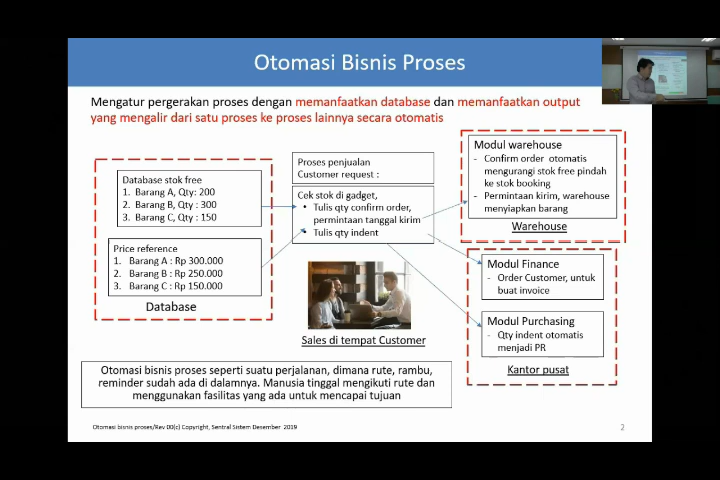 Otomasi Bisnis Proses
Mengatur pergerakan proses dengan memanfaatkan database dan memanfaatkan output
yang mengalir dari satu proses ke proses lainnya secara otomatis
Database stok free
1. Barang A, Qty: 200
2. Barang B, Qty : 300
3. Barang C, Qty : 150
Price reference
1. Barang A : Rp 300.000
2. Barang B : Rp 250.000
3. Barang C : Rp 150.000
Database
Proses penjualan
Customer request :
Cek stok di gadget,
• Tulis qty confirm order,
permintaan tanggal kirim
• Tulis qty indent
Sales di tempat Customer
Modul warehouse
- Confirm order otomatis
mengurangi stok free pindah
ke stok booking
- Permintaan kirim, warehouse
menyiapkan barang
Warehouse
Modul Finance
- Order Customer, untuk
buat invoice
Modul Purchasing
- Qty indent otomatis
menjadi PR
Kantor pusat
Otomasi bisnis proses seperti suatu perjalanan, dimana rute, rambu,
reminder sudah ada di dalamnya. Manusia tinggal mengikuti rute dan
menggunakan fasilitas yang ada untuk mencapai tujuan
Otomasi bisnis proses/Rev 00(c) Copyright, Sentral Sistem Desember 2019
2